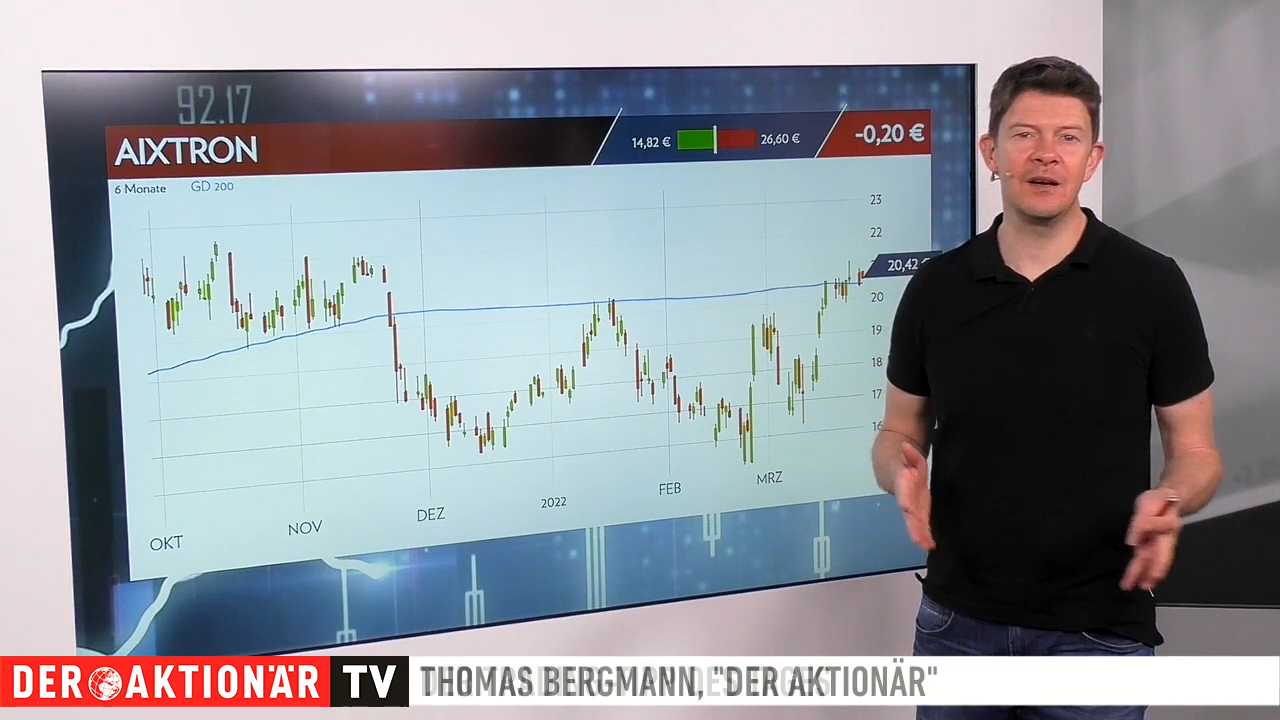 92.17
AIXTRON
14,82 €
26,60 €
-0,20 €
6 Monate
GD 200
23
22
20,42 €
20
19
18
17
16
OKT
NOV
DEZ
2022
FEB
MRZ
DER AKTIONÄR TV
THOMAS BERGMANN, "DER AKTIONÄR"